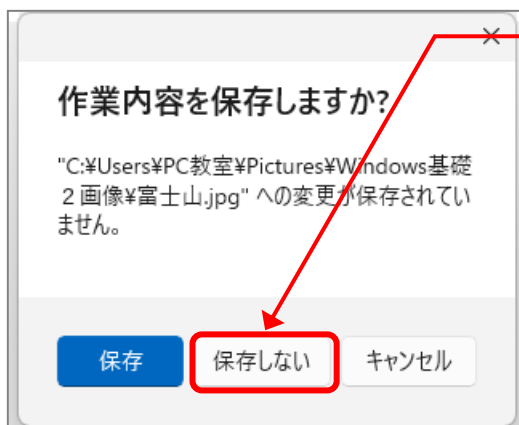 作業内容を保存しますか?
"C:¥Users¥PC教室¥Pictures¥Windows基礎
２画像¥富士山.jpg" への変更が保存されてい
ません。
保存 保存しない キャンセル